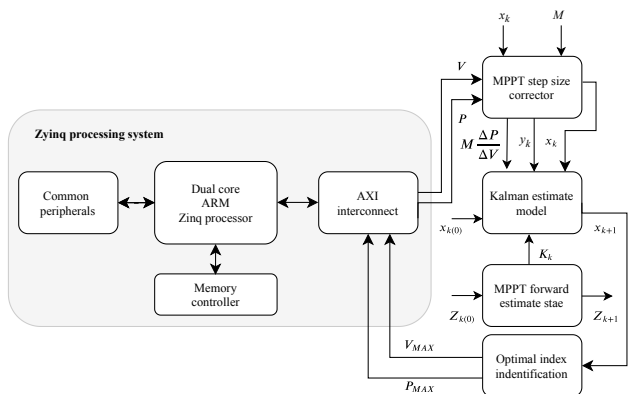 x_k
M
V
MPPT step size
corrector
P
Zyinq processing system
M ΔP/ΔV
y_k
x_k
Common
peripherals
Dual core
ARM
Zinq processor
AXI
interconnect
Kalman estimate
model
x_k(0)
x_k+1
K_k
Memory
controller
MPPT forward
estimate stae
Z_k(0)
Z_k+1
V_MAX
Optimal index
indentification
P_MAX